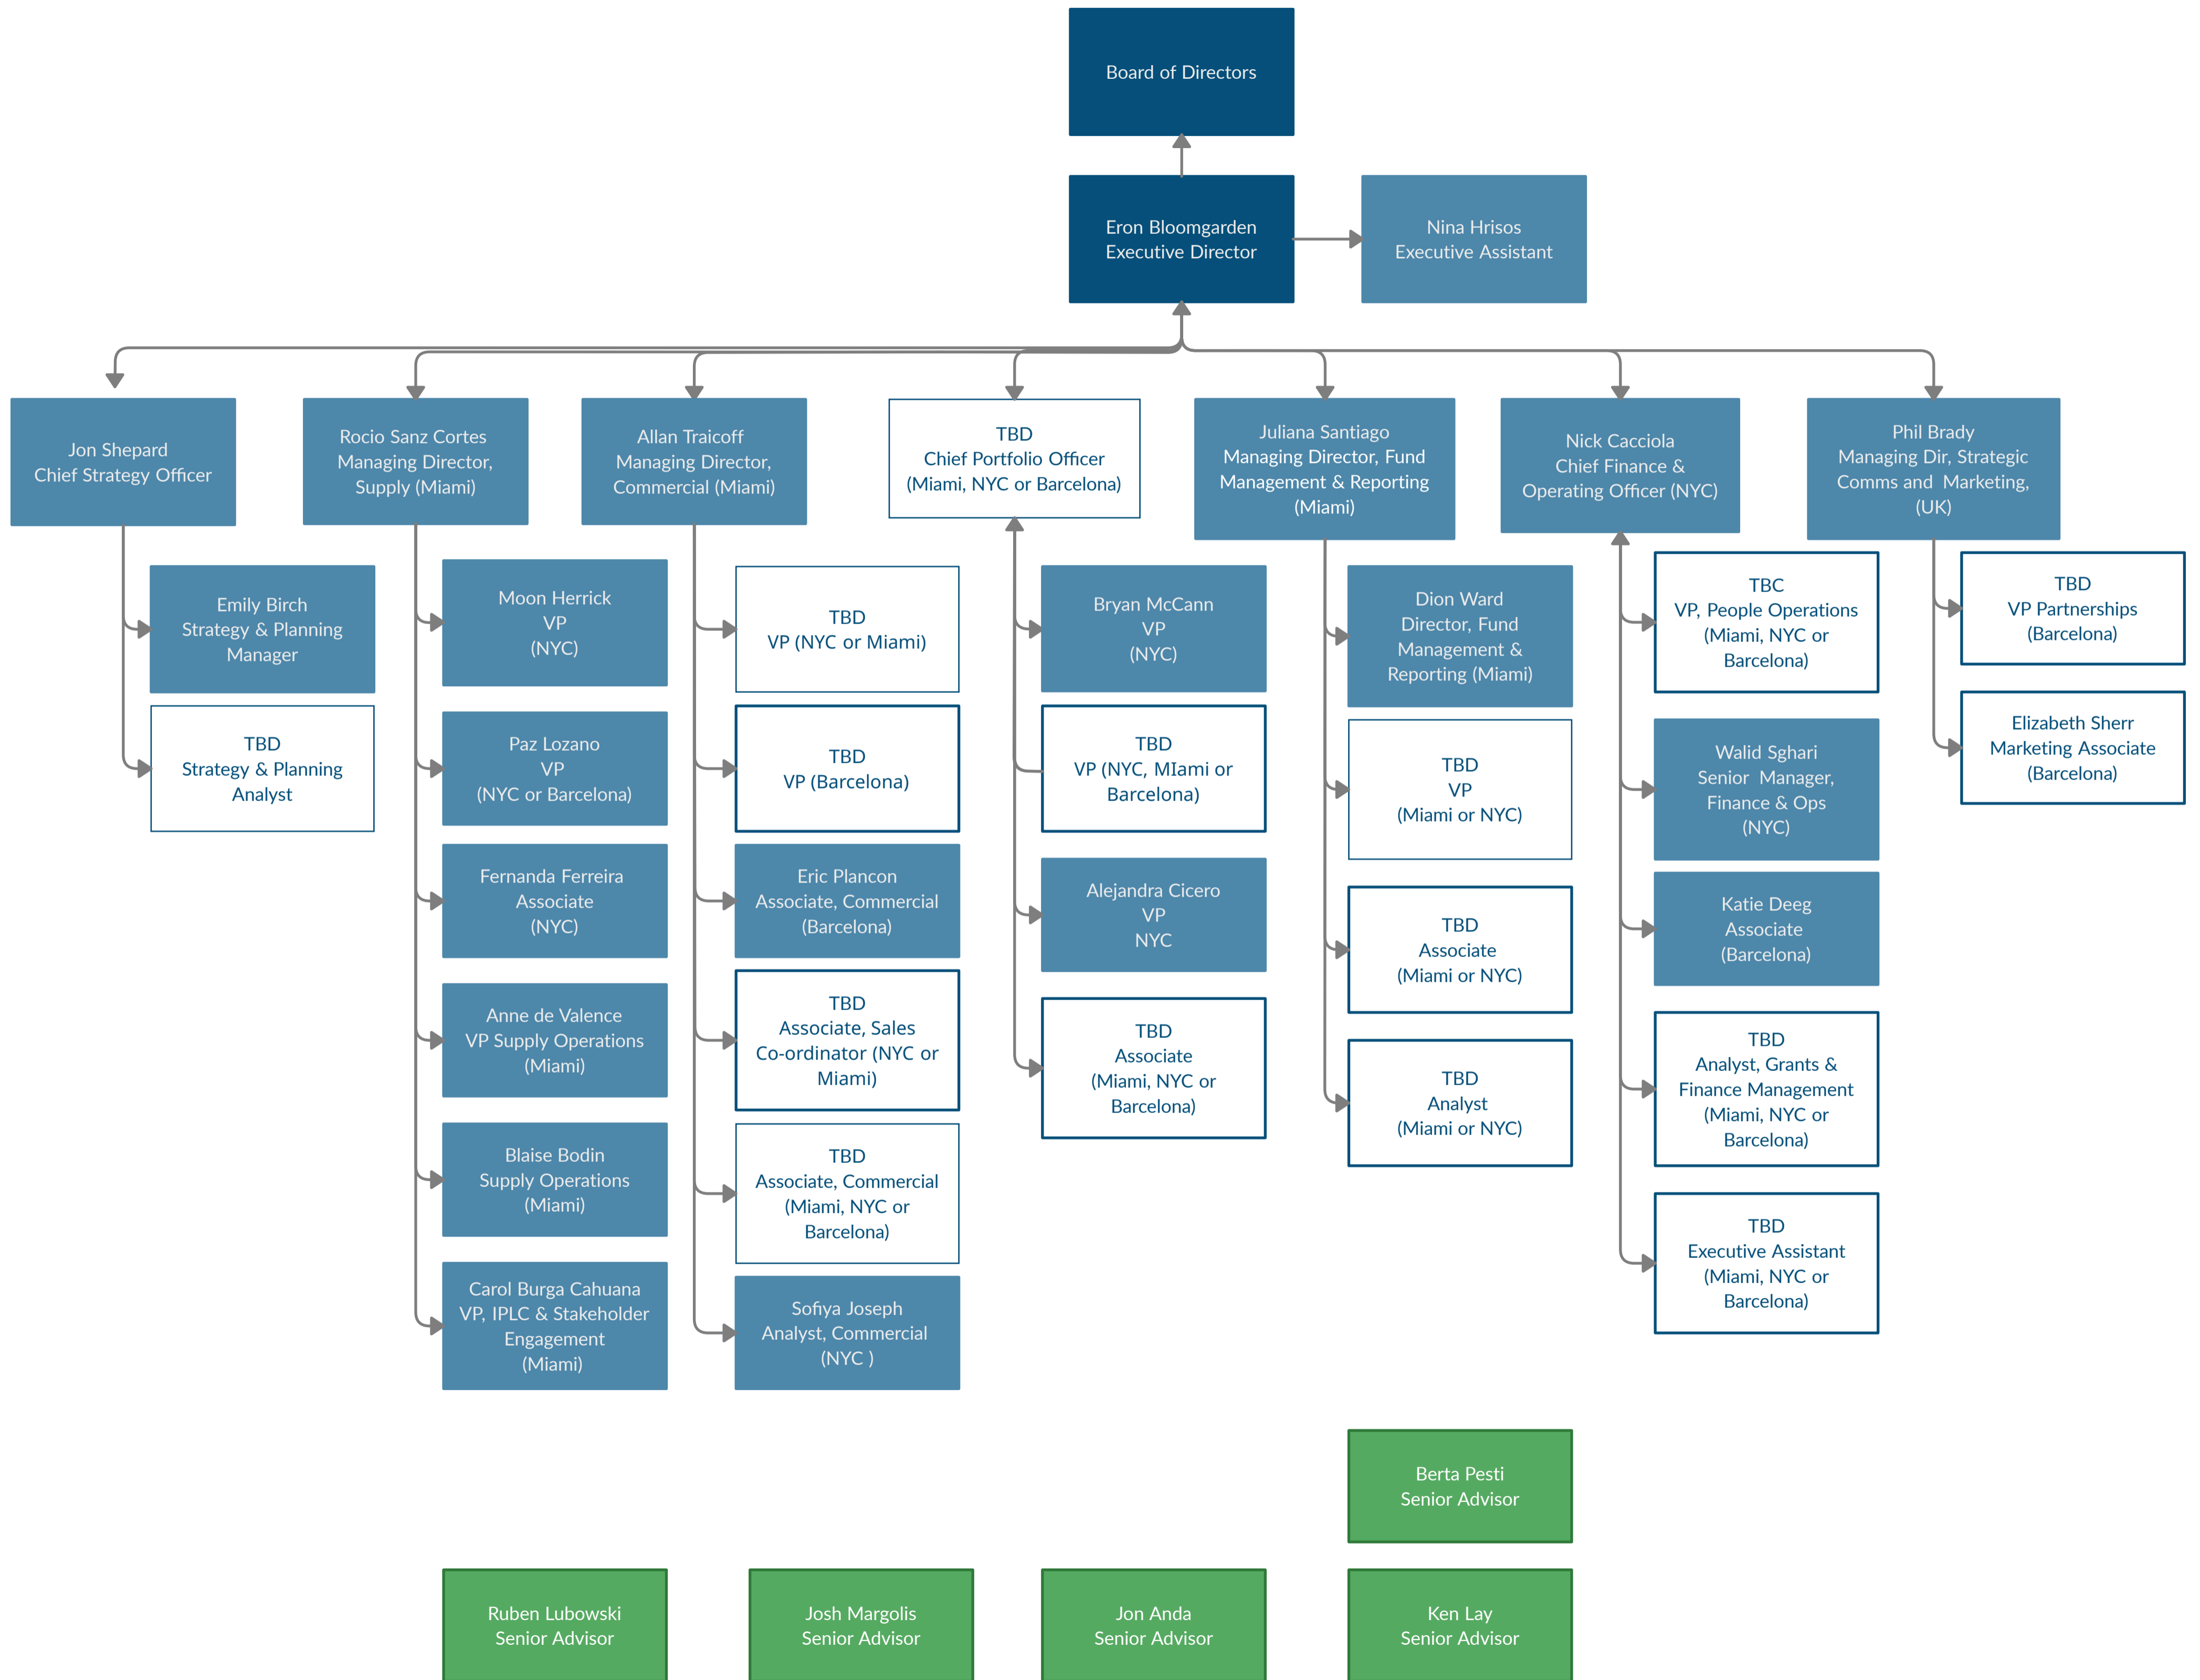 Board of Directors
Eron Bloomgarden
Executive Director
Nina Hrisos
Executive Assistant
Jon Shepard
Chief Strategy Officer
Rocio Sanz Cortes
Managing Director,
Supply (Miami)
Allan Traicoff
Managing Director,
Commercial (Miami)
TBD
Chief Portfolio Officer
(Miami, NYC or Barcelona)
Juliana Santiago
Managing Director, Fund
Management & Reporting
(Miami)
Nick Cacciola
Chief Finance &
Operating Officer (NYC)
Phil Brady
Managing Dir, Strategic
Comms and Marketing,
(UK)
Emily Birch
Strategy & Planning
Manager
TBD
Strategy & Planning
Analyst
Moon Herrick
VP
(NYC)
Paz Lozano
VP
(NYC or Barcelona)
Fernanda Ferreira
Associate
(NYC)
Anne de Valence
VP Supply Operations
(Miami)
Blaise Bodin
Supply Operations
(Miami)
Carol Burga Cahuana
VP, IPLC & Stakeholder
Engagement
(Miami)
TBD
VP (NYC or Miami)
TBD
VP (Barcelona)
Eric Plancon
Associate, Commercial
(Barcelona)
TBD
Associate, Sales
Co-ordinator (NYC or
Miami)
TBD
Associate, Commercial
(Miami, NYC or
Barcelona)
Sofiya Joseph
Analyst, Commercial
(NYC )
Bryan McCann
VP
(NYC)
TBD
VP (NYC, MIami or
Barcelona)
Alejandra Cicero
VP
NYC
TBD
Associate
(Miami, NYC or
Barcelona)
Dion Ward
Director, Fund
Management &
Reporting (Miami)
TBD
VP
(Miami or NYC)
TBD
Associate
(Miami or NYC)
TBD
Analyst
(Miami or NYC)
TBC
VP, People Operations
(Miami, NYC or
Barcelona)
Walid Sghari
Senior Manager,
Finance & Ops
(NYC)
Katie Deeg
Associate
(Barcelona)
TBD
Analyst, Grants &
Finance Management
(Miami, NYC or
Barcelona)
TBD
Executive Assistant
(Miami, NYC or
Barcelona)
TBD
VP Partnerships
(Barcelona)
Elizabeth Sherr
Marketing Associate
(Barcelona)
Berta Pesti
Senior Advisor
Ruben Lubowski
Senior Advisor
Josh Margolis
Senior Advisor
Jon Anda
Senior Advisor
Ken Lay
Senior Advisor